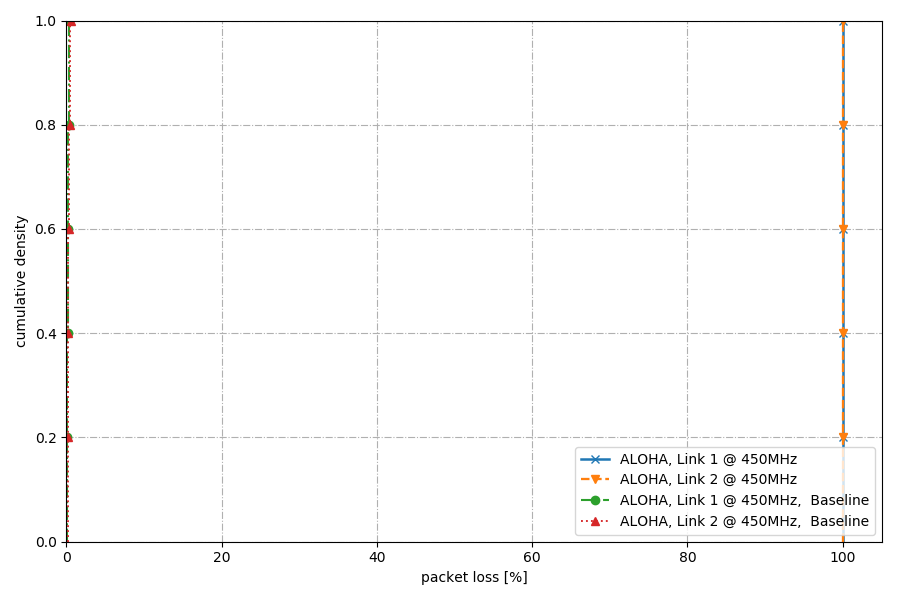 1.0
0.8
0.6
0.4
0.2
0.0
cumulative density
0 20 40 60 80 100
packet loss [%]
ALOHA, Link 1 @ 450MHz
ALOHA, Link 2 @ 450MHz
ALOHA, Link 1 @ 450MHz,  Baseline
ALOHA, Link 2 @ 450MHz,  Baseline